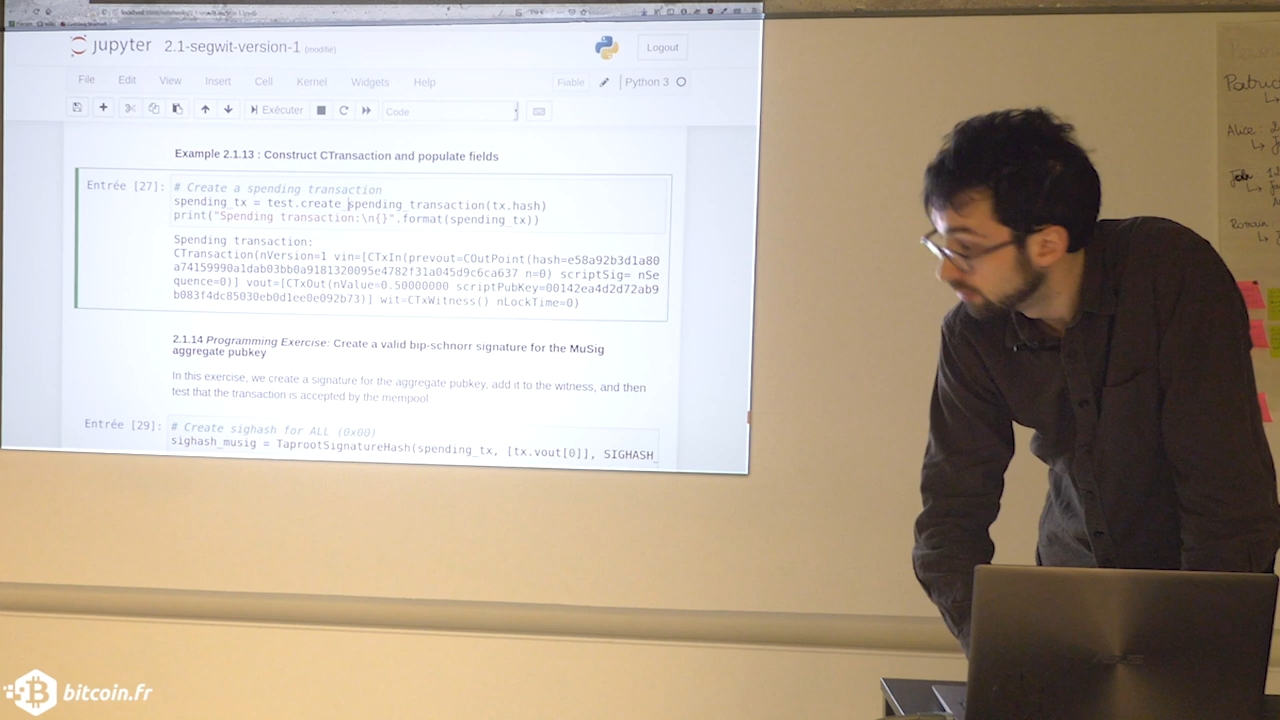 jupyter 2.1-segwit-version-1 (modifié)
Logout
File Edit View Insert Cell Kernel Widgets Help
Fiable Python 3
Exécuter Code
Example 2.1.13 : Construct CTransaction and populate fields
Entrée [27]:
# Create a spending transaction
spending_tx = test.create_spending_transaction(tx.hash)
print("Spending transaction:\n{}".format(spending_tx))
Spending transaction:
CTransaction(nVersion=1 vin=[CTxIn(prevout=COutPoint(hash=e58a92b3d1a80
a74159990a1dab03bb0a9181320095e4782f31a045d9c6ca637 n=0) scriptSig= nSe
quence=0)] vout=[CTxOut(nValue=0.50000000 scriptPubKey=00142ea4d2d72ab9
b083f4dc85030eb0d1ee0e092b73)] wit=CTxWitness() nLockTime=0)
2.1.14 Programming Exercise: Create a valid bip-schnorr signature for the MuSig
aggregate pubkey
In this exercise, we create a signature for the aggregate pubkey, add it to the witness, and then
test that the transaction is accepted by the mempool
Entrée [29]:
# Create sighash for ALL (0x00)
sighash_musig = TaprootSignatureHash(spending_tx, [tx.vout[0]], SIGHASH_
Alice :
Romain :
ASUS
bitcoin.fr